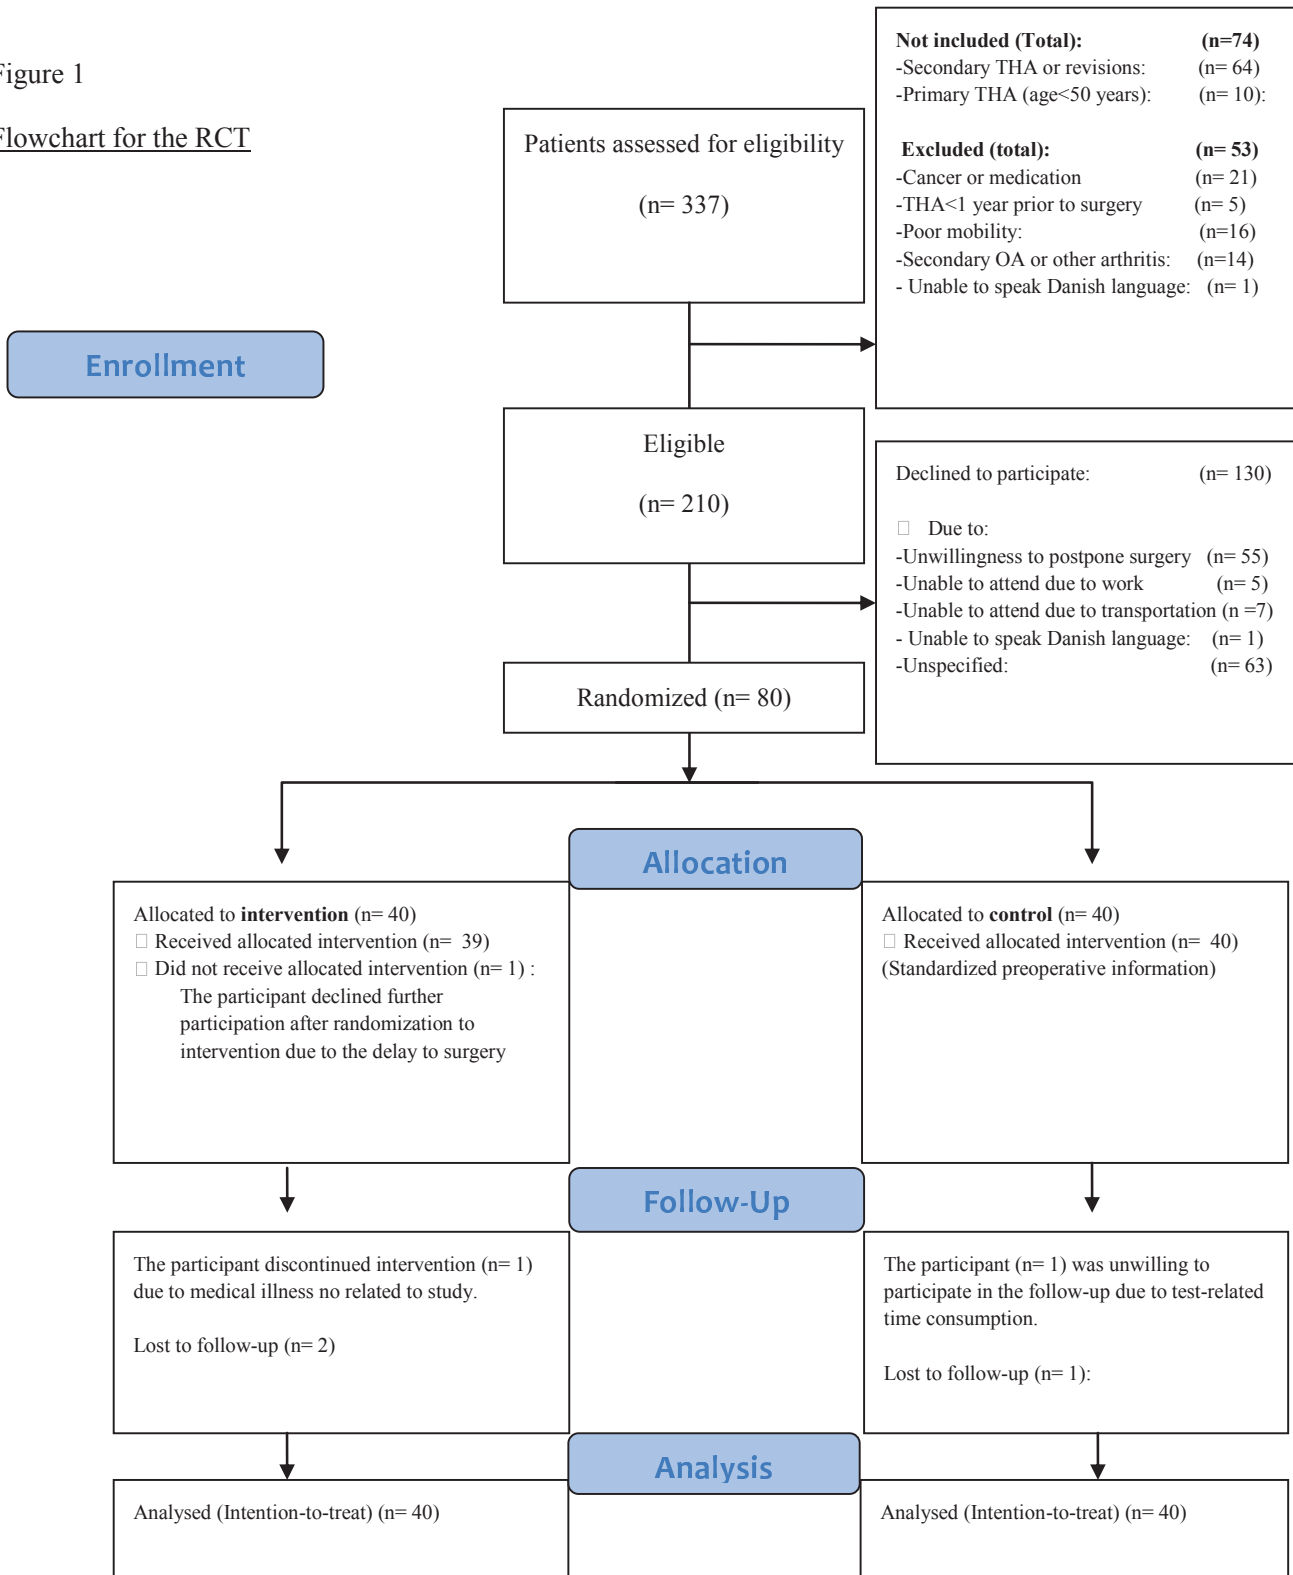 Figure 1
Flowchart for the RCT
Patients assessed for eligibility
(n= 337)
Not included (Total): (n=74)
-Secondary THA or revisions: (n= 64)
-Primary THA (age<50 years): (n= 10):
Excluded (total): (n= 53)
-Cancer or medication (n= 21)
-THA<1 year prior to surgery (n= 5)
-Poor mobility: (n=16)
-Secondary OA or other arthritis: (n=14)
- Unable to speak Danish language: (n= 1)
Enrollment
Eligible
(n= 210)
Declined to participate: (n= 130)
□ Due to:
-Unwillingness to postpone surgery (n= 55)
-Unable to attend due to work (n= 5)
-Unable to attend due to transportation (n =7)
- Unable to speak Danish language: (n= 1)
-Unspecified: (n= 63)
Randomized (n= 80)
Allocation
Allocated to intervention (n= 40)
□ Received allocated intervention (n= 39)
□ Did not receive allocated intervention (n= 1) :
The participant declined further
participation after randomization to
intervention due to the delay to surgery
Allocated to control (n= 40)
□ Received allocated intervention (n= 40)
(Standardized preoperative information)
Follow-Up
The participant discontinued intervention (n= 1)
due to medical illness no related to study.
Lost to follow-up (n= 2)
The participant (n= 1) was unwilling to
participate in the follow-up due to test-related
time consumption.
Lost to follow-up (n= 1):
Analysis
Analysed (Intention-to-treat) (n= 40)
Analysed (Intention-to-treat) (n= 40)